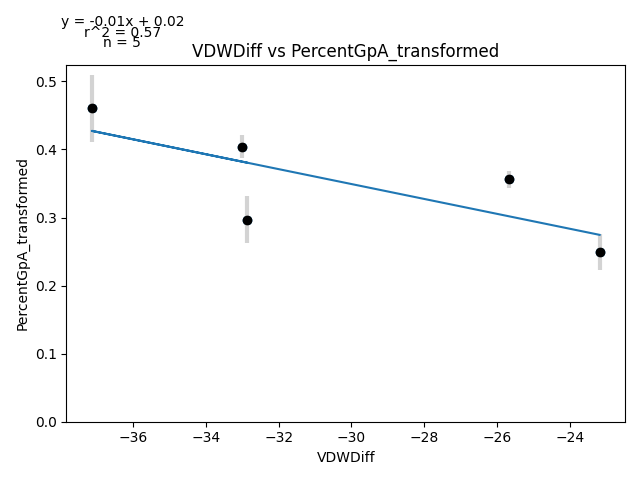 y = -0.01x + 0.02
r^2 = 0.57
n = 5
VDWDiff vs PercentGpA_transformed
PercentGpA_transformed
0.5
0.4
0.3
0.2
0.1
0.0
−36 −34 −32 −30 −28 −26 −24
VDWDiff